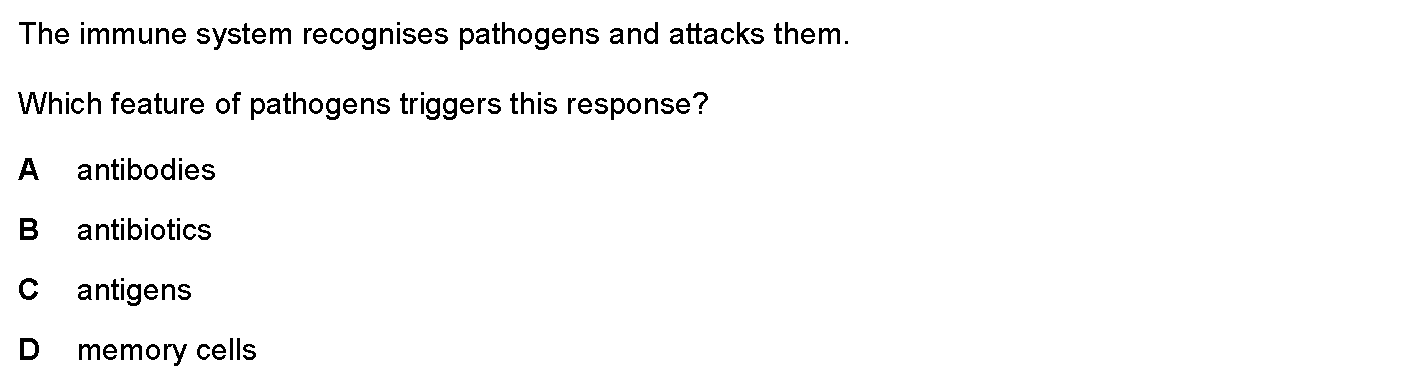 The immune system recognises pathogens and attacks them.
Which feature of pathogens triggers this response?
A antibodies
B antibiotics
C antigens
D memory cells